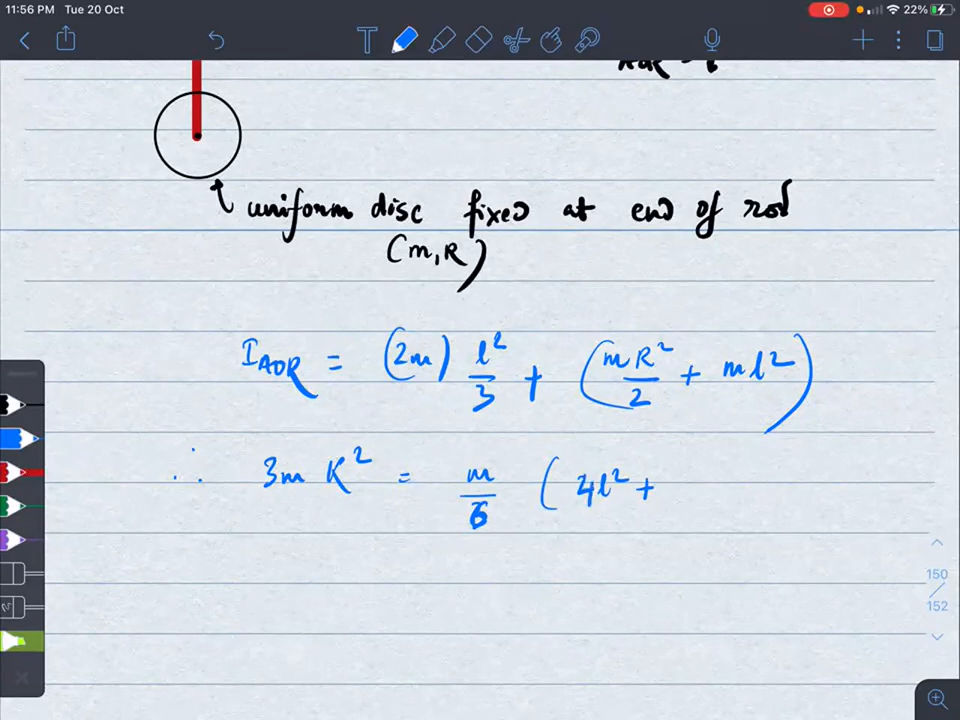 11:56 PM Tue 20 Oct 22%
uniform disc fixed at end of rod
(m, R)
I_AOR = (2m) l²/3 + (mR²/2 + ml²)
∴ 3m K² = m/6 (4l² +
150
152